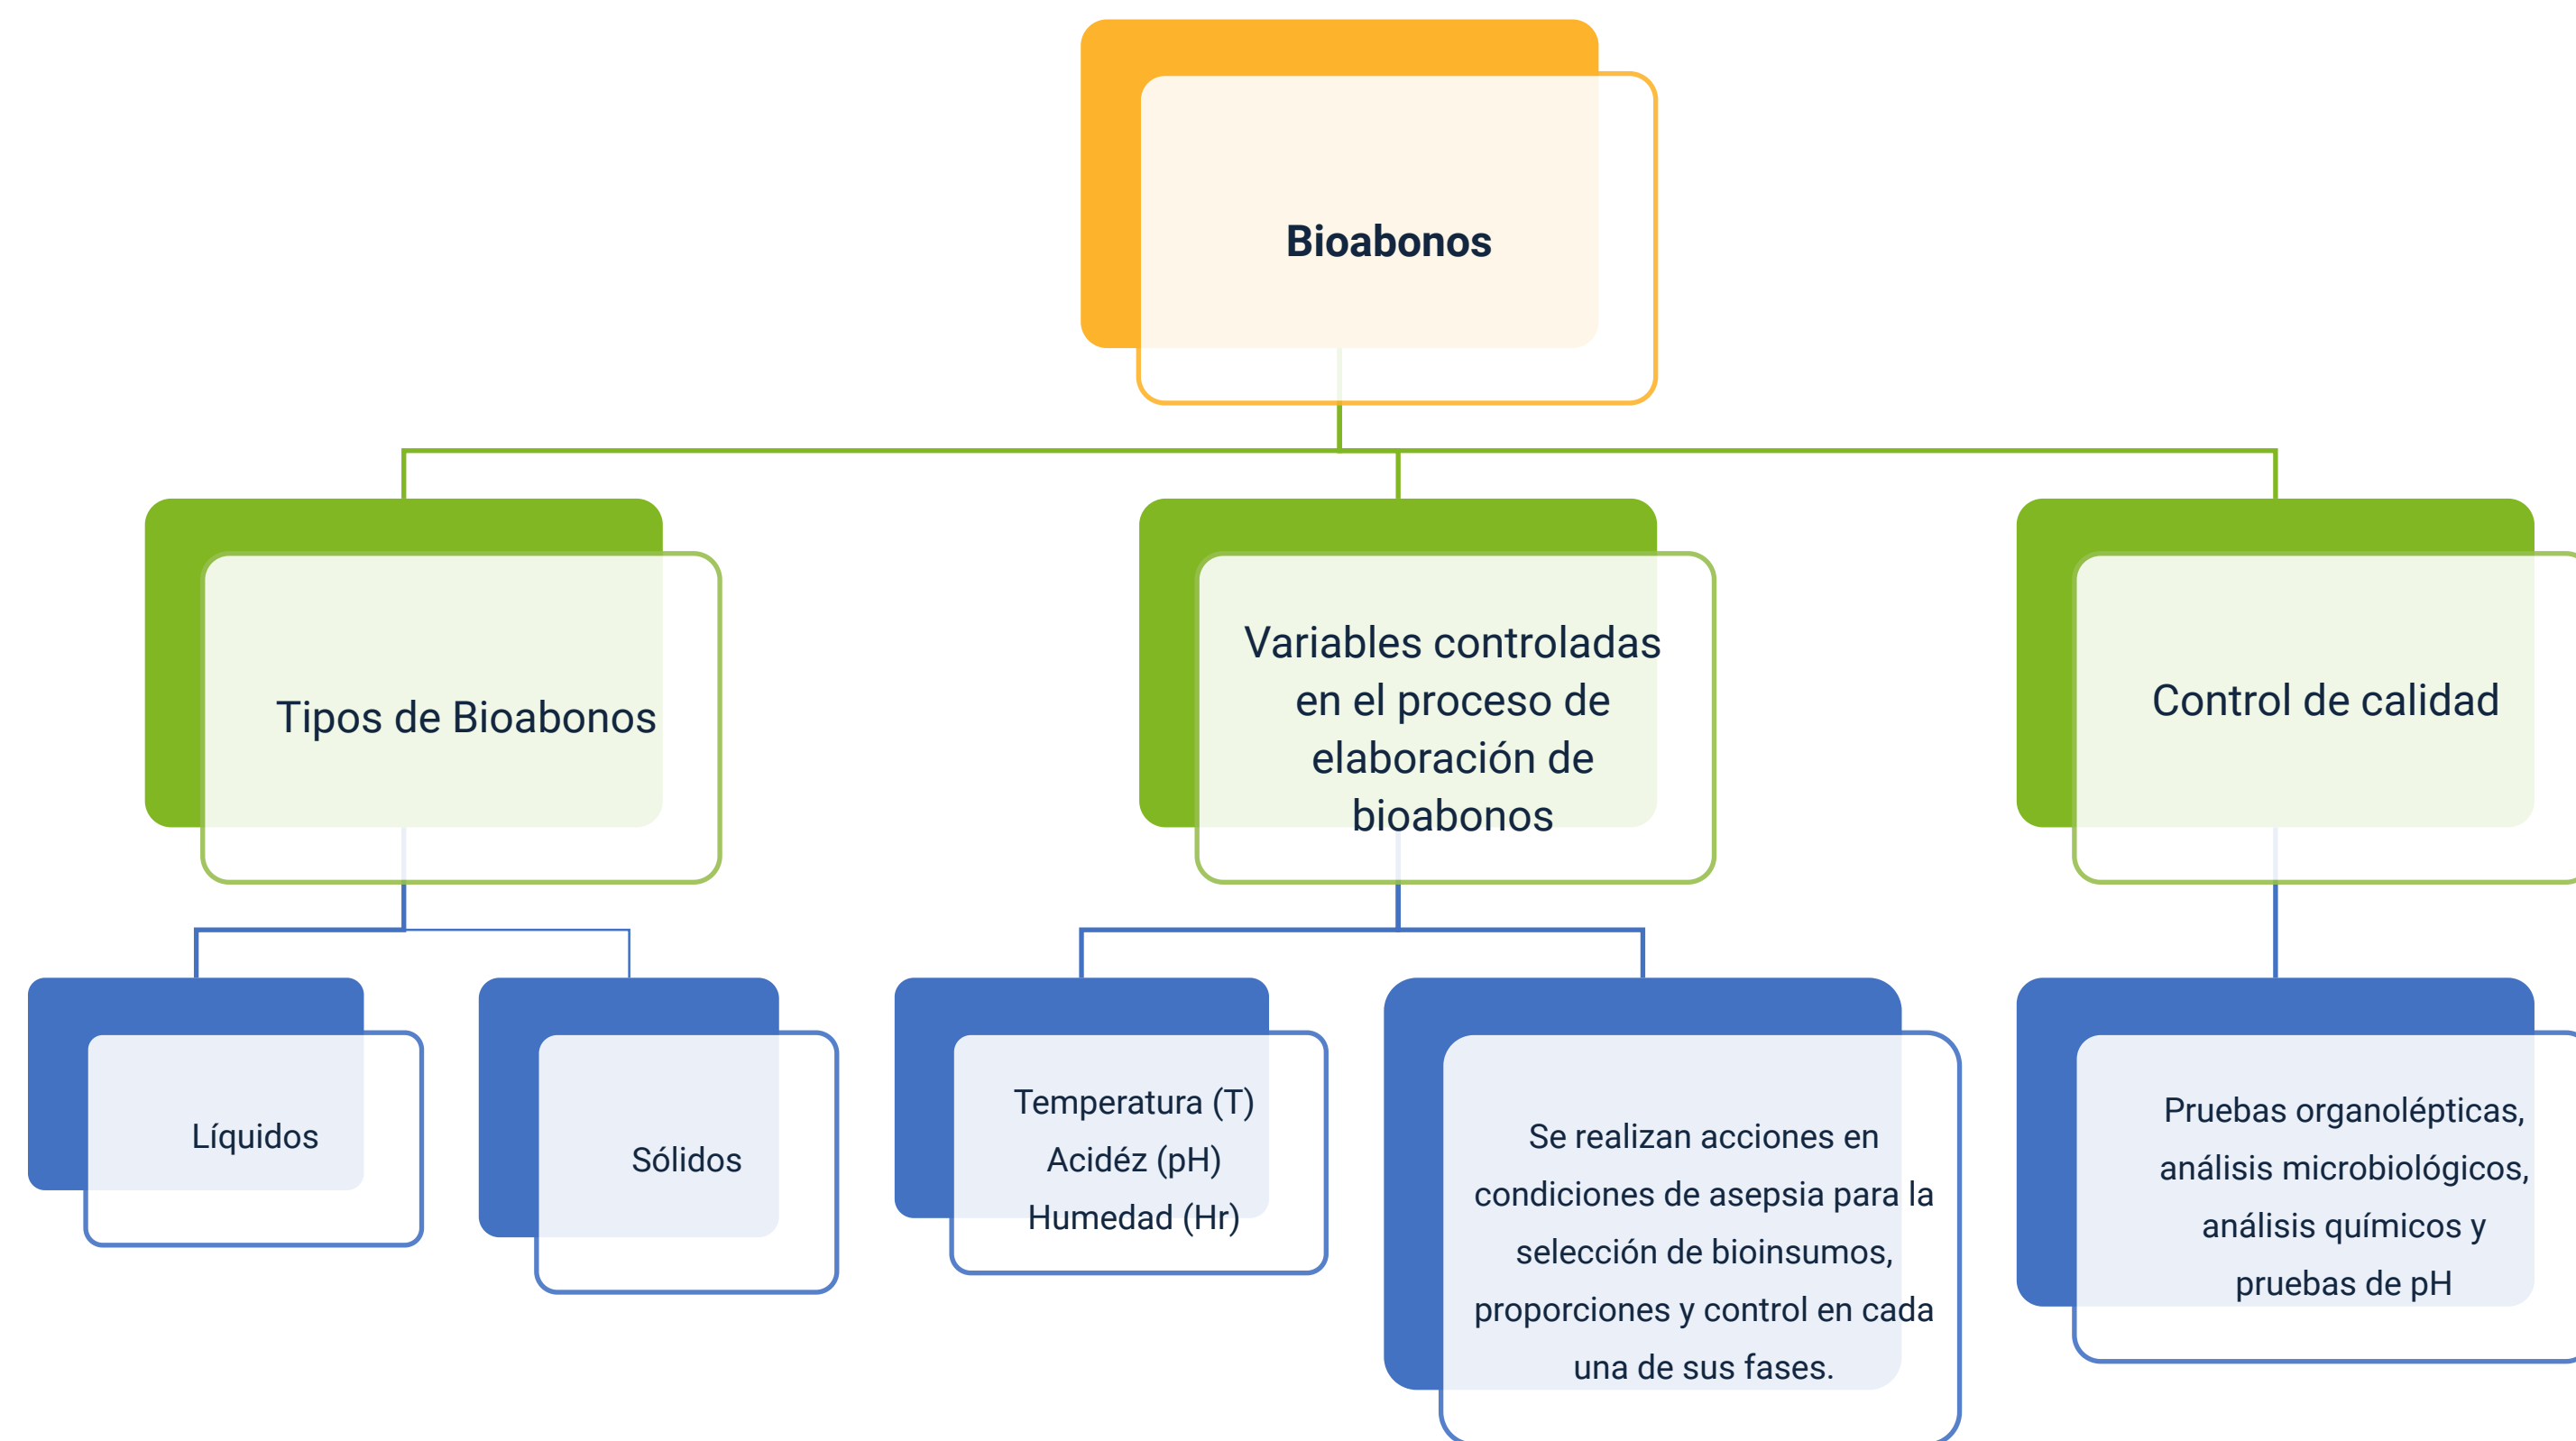 Bioabonos
Tipos de Bioabonos
Variables controladas
en el proceso de
elaboración de
bioabonos
Control de calidad
Líquidos
Sólidos
Temperatura (T)
Acidéz (pH)
Humedad (Hr)
Se realizan acciones en
condiciones de asepsia para la
selección de bioinsumos,
proporciones y control en cada
una de sus fases.
Pruebas organolépticas,
análisis microbiológicos,
análisis químicos y
pruebas de pH